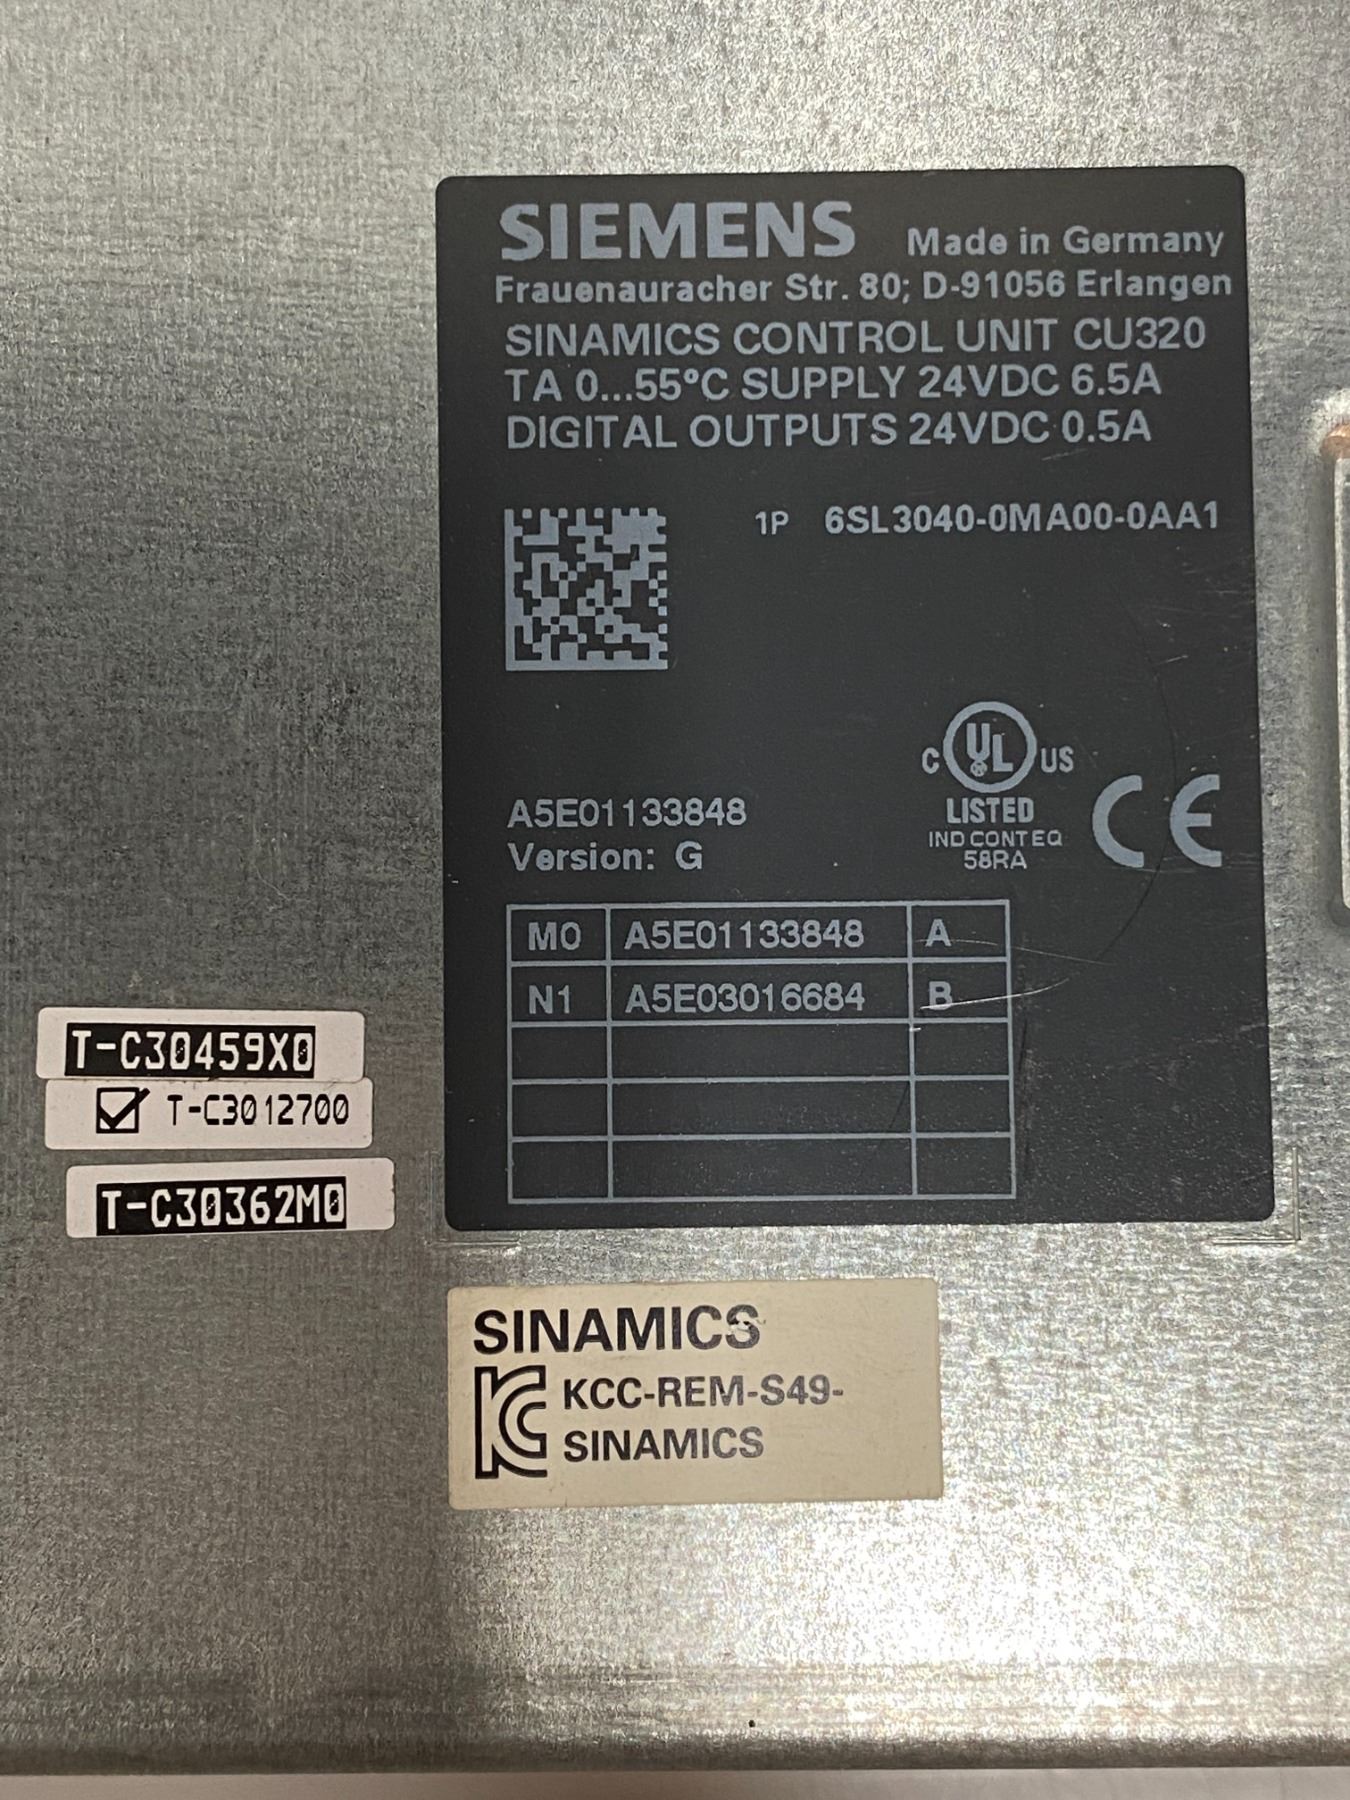 SIEMENS Made in Germany
Frauenauracher Str. 80; D-91056 Erlangen
SINAMICS CONTROL UNIT CU320
TA 0...55°C SUPPLY 24VDC 6.5A
DIGITAL OUTPUTS 24VDC 0.5A
1P 6SL3040-0MA00-0AA1
C UL US
LISTED
IND CONT EQ
58RA
CE
A5E01133848
Version: G
M0 A5E01133848 A
N1 A5E03016684 B
T-C30459X0
T-C3012700
T-C30362M0
SINAMICS
KCC-REM-S49-
SINAMICS